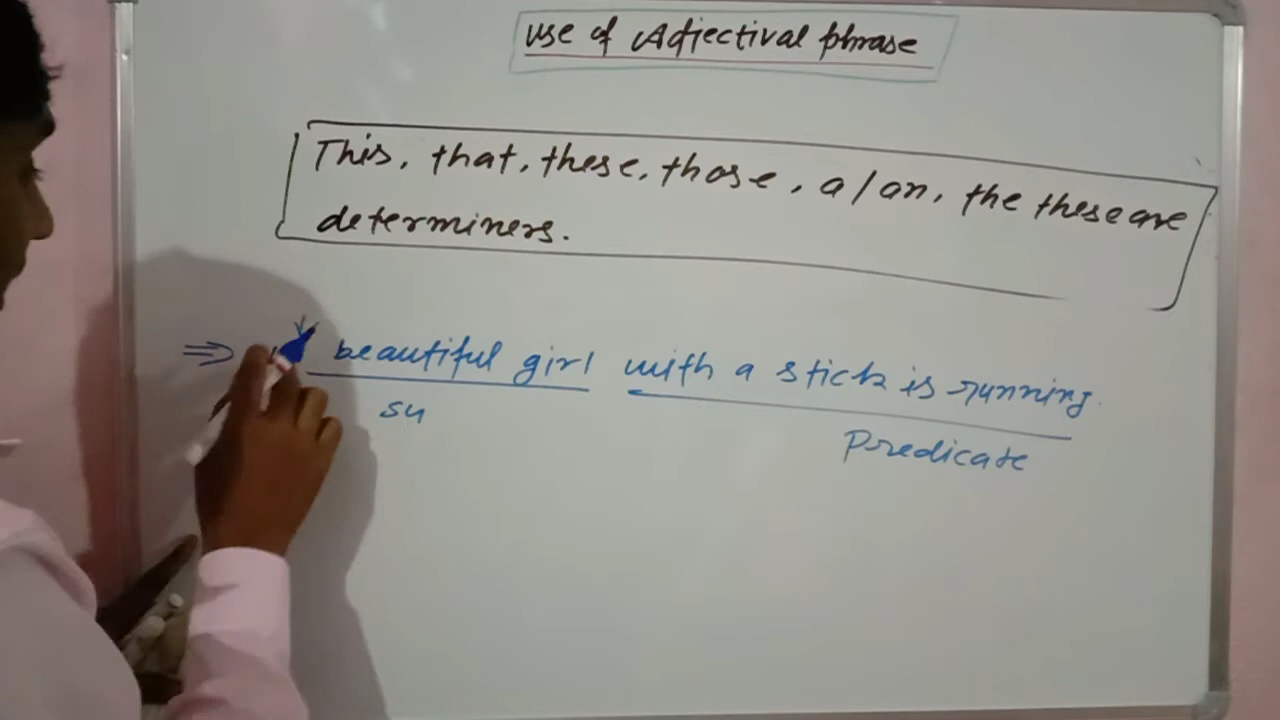 Use of Adjectival phrase
This, that, these, those, a/an, the these are
determiners.
⇒ beautiful girl with a stick is running.
su
Predicate